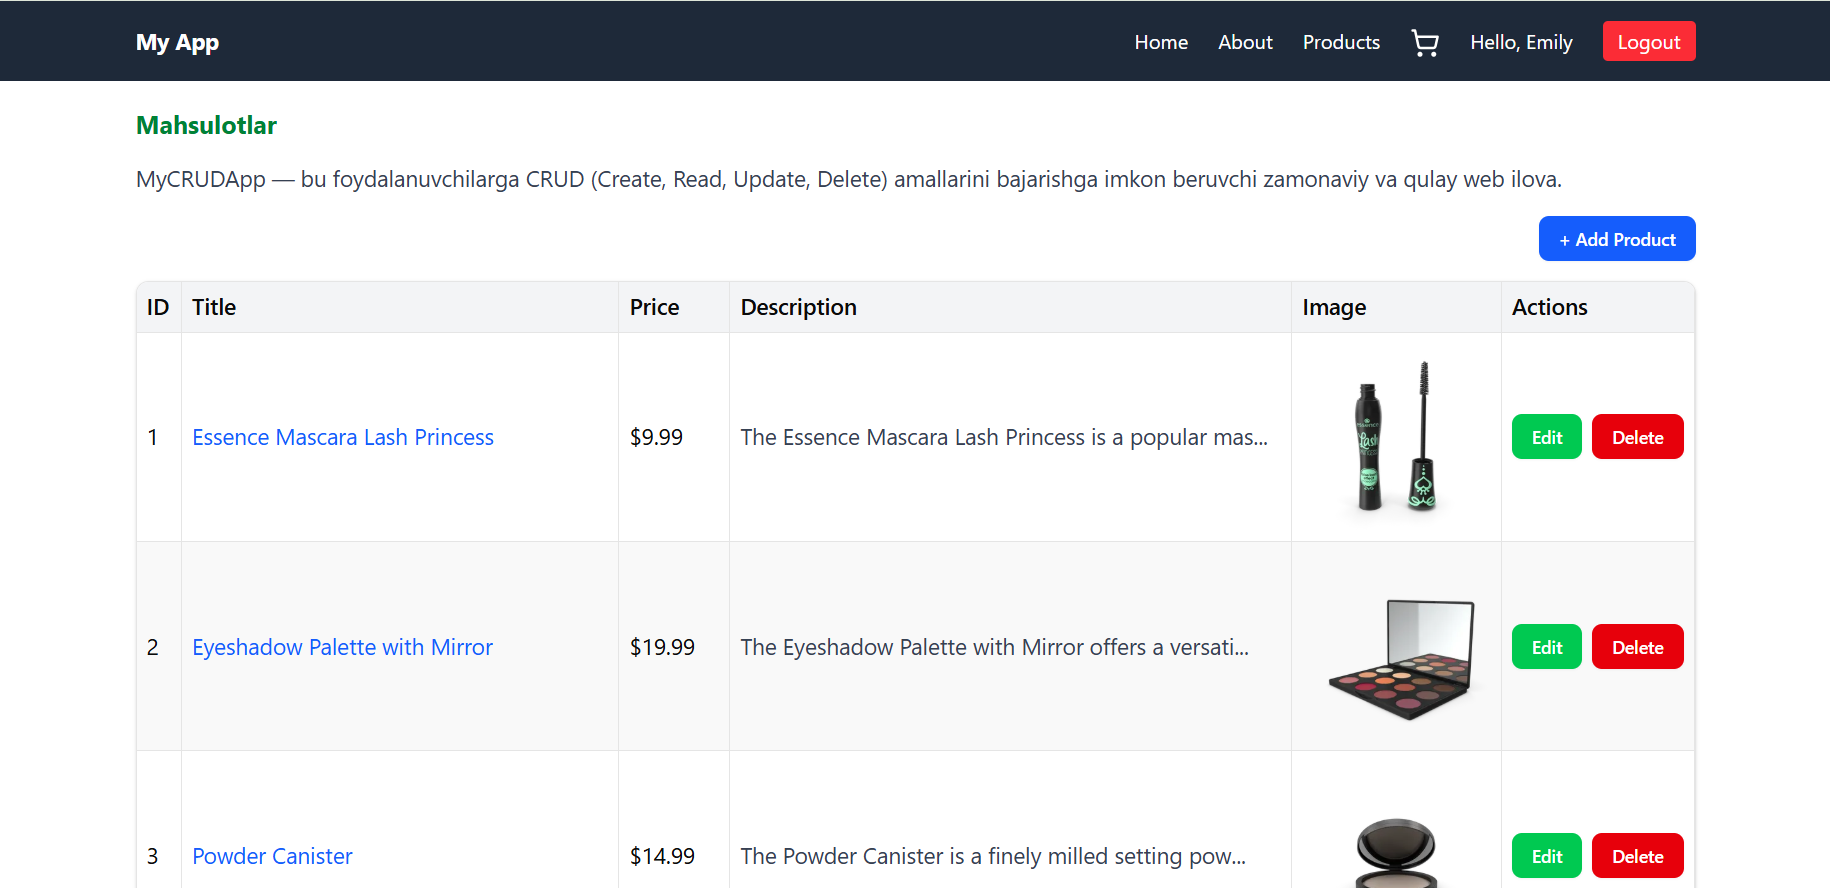 My App Home About Products Hello, Emily Logout
Mahsulotlar
MyCRUDApp — bu foydalanuvchilarga CRUD (Create, Read, Update, Delete) amallarini bajarishga imkon beruvchi zamonaviy va qulay web ilova.
+ Add Product
ID Title Price Description Image Actions
1 Essence Mascara Lash Princess $9.99 The Essence Mascara Lash Princess is a popular mas... Edit Delete
essence
Lash
2 Eyeshadow Palette with Mirror $19.99 The Eyeshadow Palette with Mirror offers a versati... Edit Delete
3 Powder Canister $14.99 The Powder Canister is a finely milled setting pow... Edit Delete